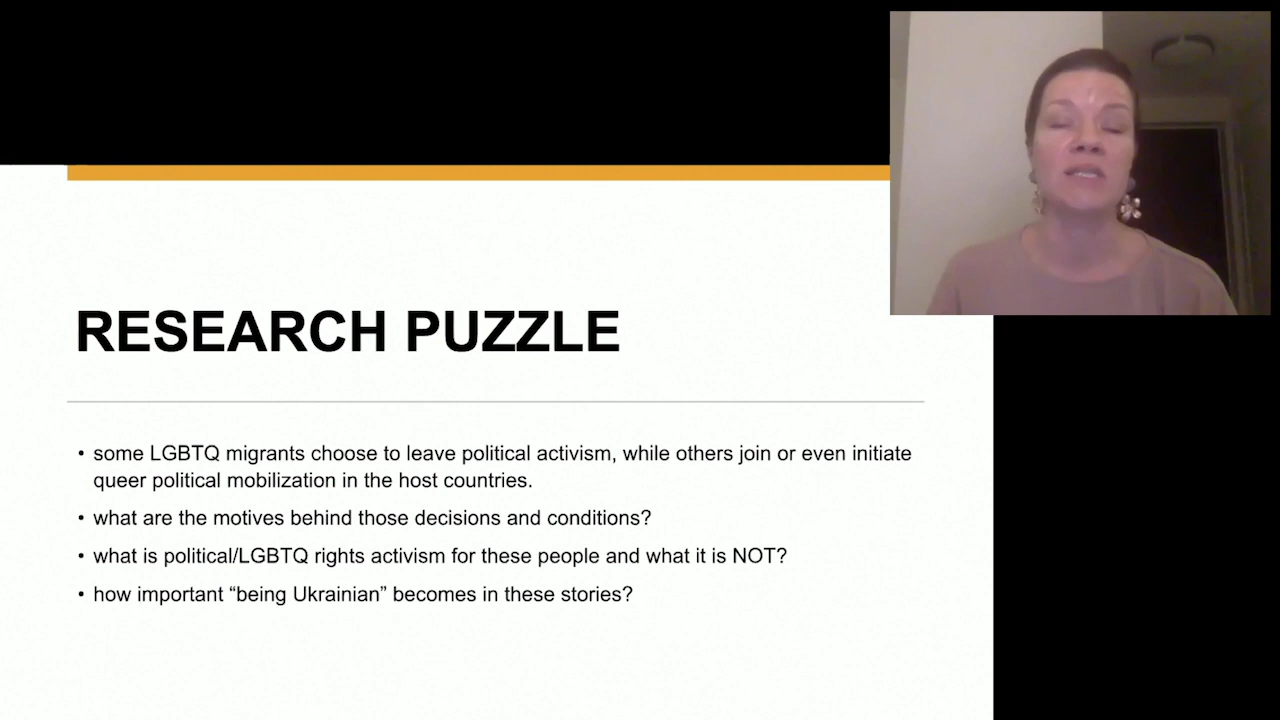 RESEARCH PUZZLE
• some LGBTQ migrants choose to leave political activism, while others join or even initiate
queer political mobilization in the host countries.
• what are the motives behind those decisions and conditions?
• what is political/LGBTQ rights activism for these people and what it is NOT?
• how important “being Ukrainian” becomes in these stories?